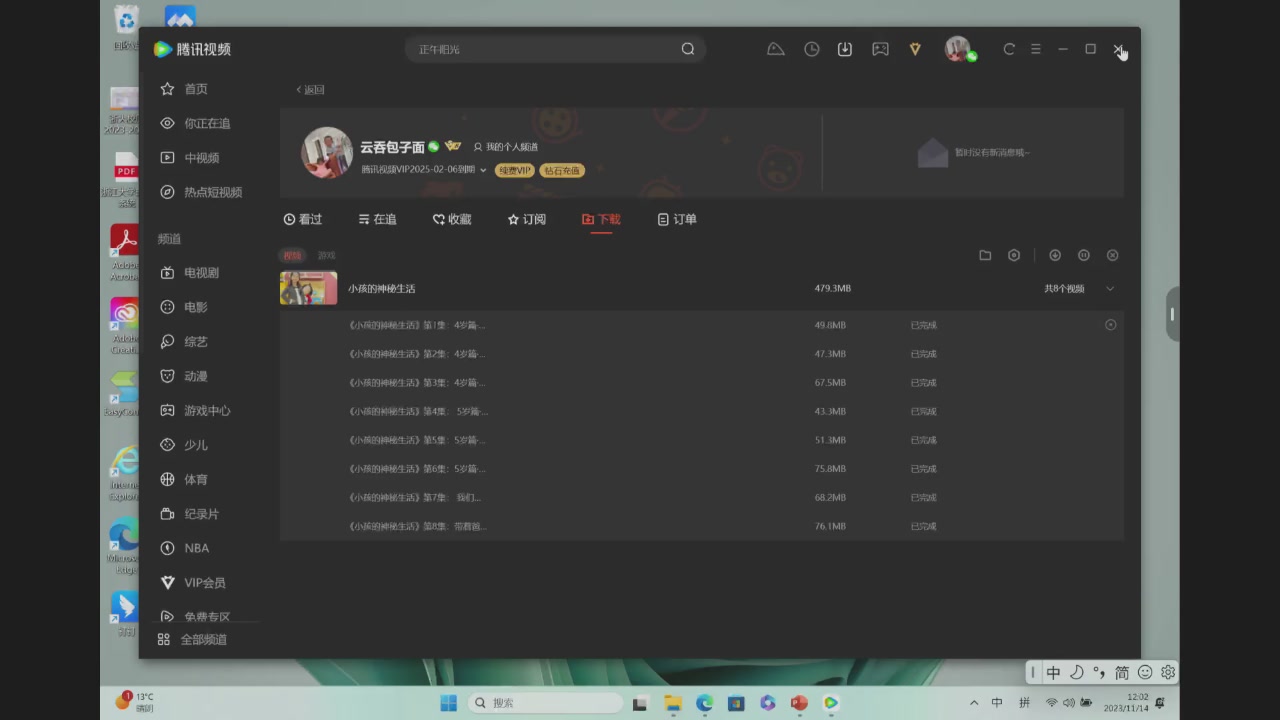 腾讯视频
正午阳光
首页
你正在追
中视频
热点短视频
频道
电视剧
电影
综艺
动漫
游戏中心
少儿
体育
纪录片
NBA
VIP会员
免费专区
全部频道
返回
云吞包子面
我的个人频道
腾讯视频VIP2025-02-06到期
续费VIP
钻石充值
暂时没有新消息哦~
看过
在追
收藏
订阅
下载
订单
视频
游戏
小孩的神秘生活 479.3MB 共8个视频
《小孩的神秘生活》第1集：4岁篇·... 49.8MB 已完成
《小孩的神秘生活》第2集：4岁篇·... 47.3MB 已完成
《小孩的神秘生活》第3集：4岁篇·... 67.5MB 已完成
《小孩的神秘生活》第4集： 5岁篇·... 43.3MB 已完成
《小孩的神秘生活》第5集：5岁篇·... 51.3MB 已完成
《小孩的神秘生活》第6集：5岁篇·... 75.8MB 已完成
《小孩的神秘生活》第7集： 我们... 68.2MB 已完成
《小孩的神秘生活》第8集：带着首... 76.1MB 已完成
PDF
Adobe
Adobe
Internet
Microsoft
Edge
钉钉
中
简
1
13°C
晴朗
搜索
中
拼
12:02
2023/11/14